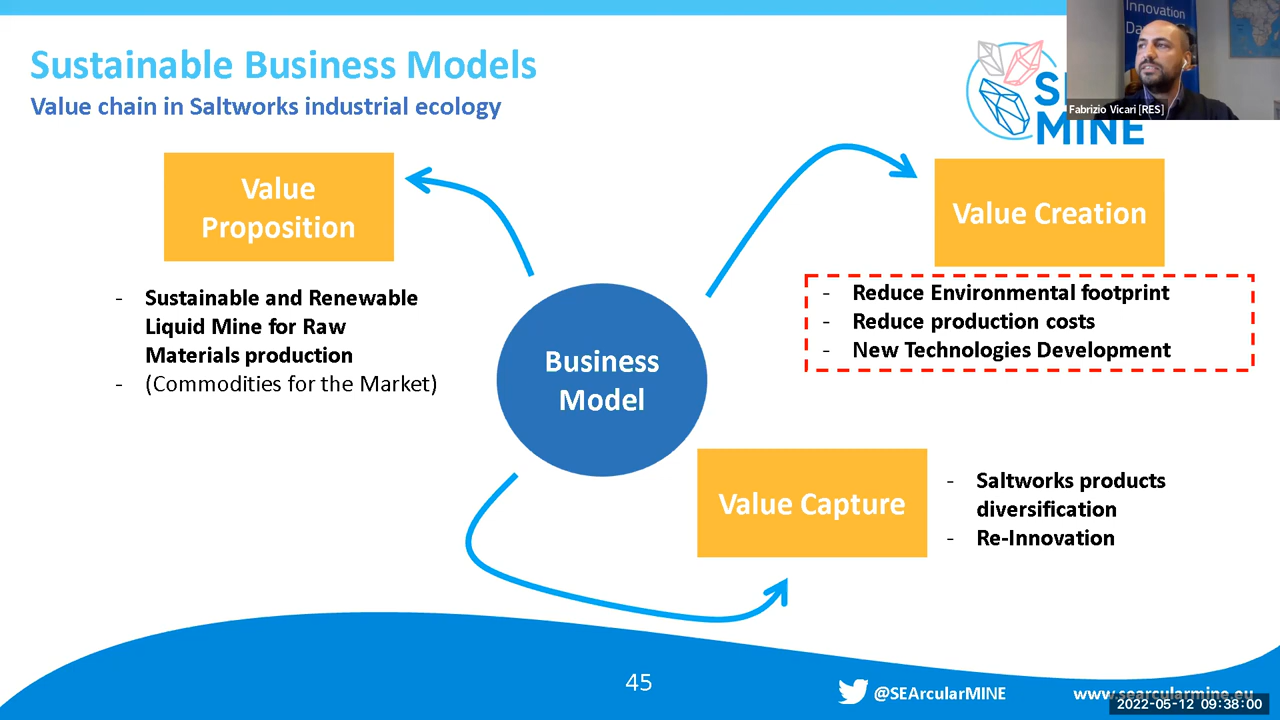 Sustainable Business Models
Value chain in Saltworks industrial ecology
Innovation
Fabrizio Vicari [RES]
MINE
Value
Proposition
- Sustainable and Renewable
Liquid Mine for Raw
Materials production
- (Commodities for the Market)
Business
Model
Value Creation
- Reduce Environmental footprint
- Reduce production costs
- New Technologies Development
Value Capture
- Saltworks products
diversification
- Re-Innovation
45
@SEArcularMINE
www.searcularmine.eu
2022-05-12 09:38:00